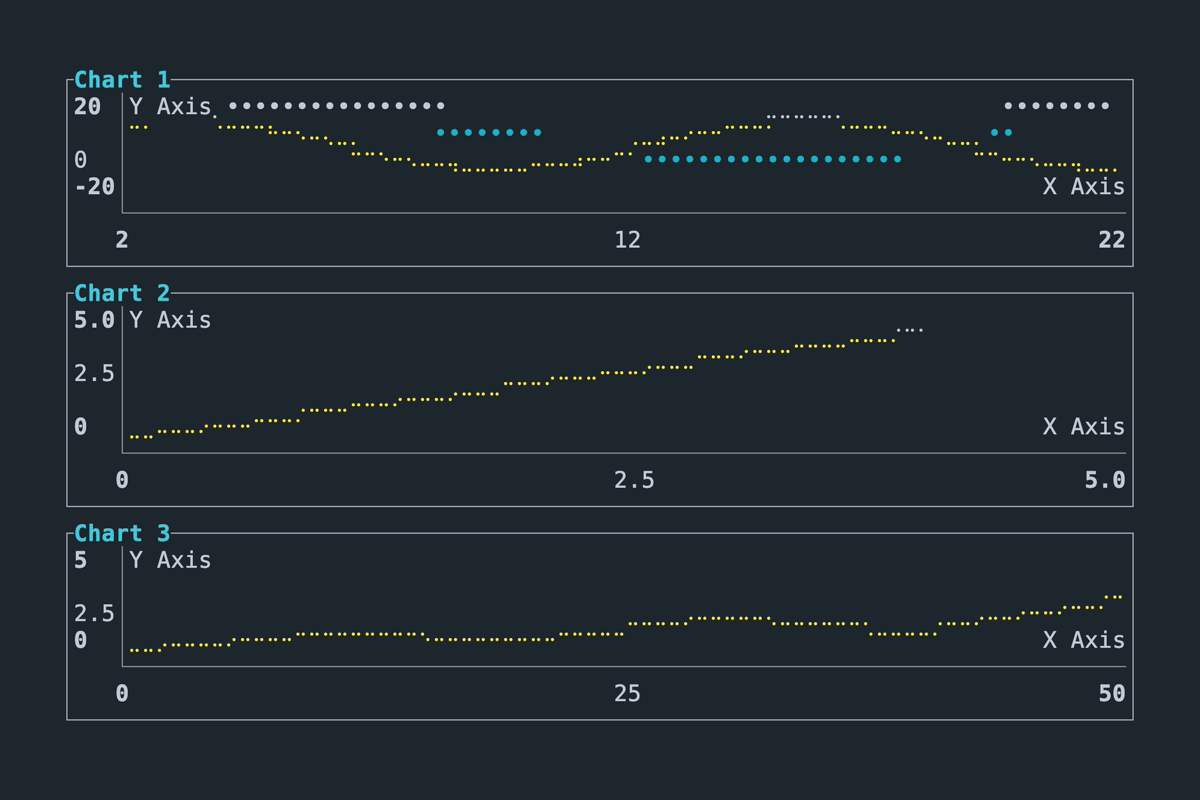 Chart 1
20 Y Axis
0
-20 X Axis
2 12 22
Chart 2
5.0 Y Axis
2.5
0 X Axis
0 2.5 5.0
Chart 3
5 Y Axis
2.5
0 X Axis
0 25 50